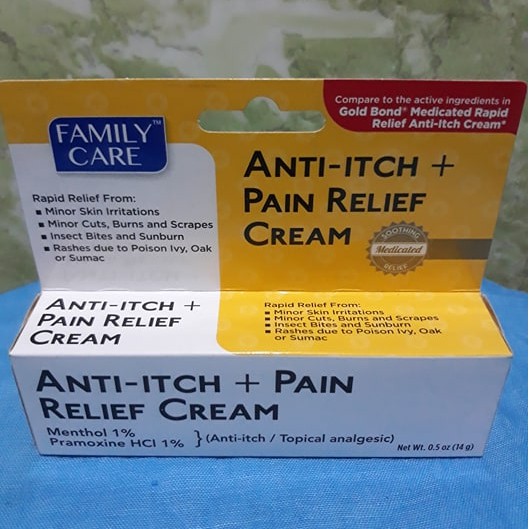 Compare to the active ingredients in
Gold Bond® Medicated Rapid
Relief Anti-Itch Cream*
FAMILY™
CARE
ANTI-ITCH +
PAIN RELIEF
CREAM
SOOTHING
Medicated
RELIEF
Rapid Relief From:
▪ Minor Skin Irritations
▪ Minor Cuts, Burns and Scrapes
▪ Insect Bites and Sunburn
▪ Rashes due to Poison Ivy, Oak
or Sumac
ANTI-ITCH +
PAIN RELIEF
CREAM
Rapid Relief From:
▪ Minor Skin Irritations
▪ Minor Cuts, Burns and Scrapes
▪ Insect Bites and Sunburn
▪ Rashes due to Poison Ivy, Oak
or Sumac
ANTI-ITCH + PAIN
RELIEF CREAM
Menthol 1%
Pramoxine HCl 1% } (Anti-itch / Topical analgesic)
Net Wt. 0.5 oz (14 g)